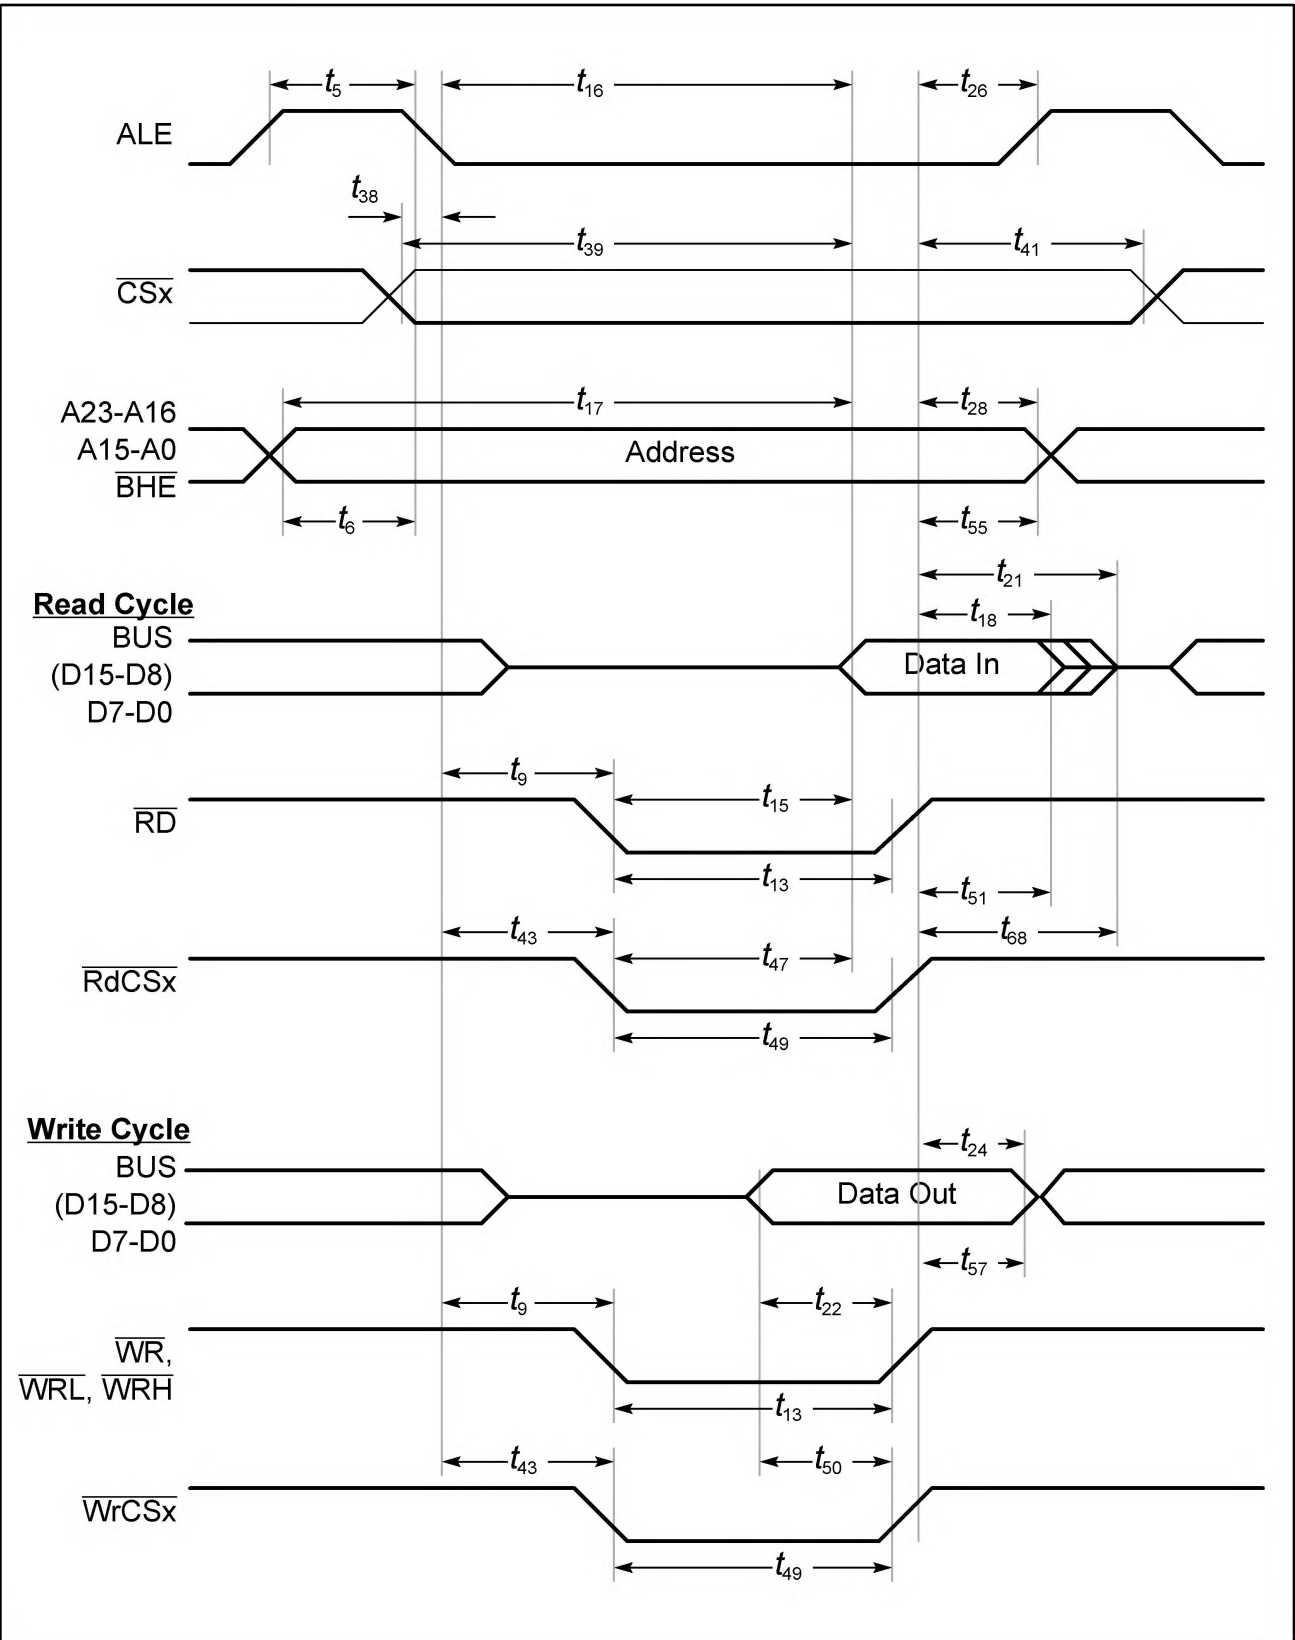 t5 t16 t26
ALE
t38
t39 t41
CSx
t17 t28
A23-A16
A15-A0
Address
BHE
t6 t55
t21
Read Cycle
t18
BUS
(D15-D8)
Data In
D7-D0
t9
t15
RD
t13 t51
t43 t68
t47
RdCSx
t49
Write Cycle
t24
BUS
(D15-D8)
Data Out
D7-D0
t57
t9 t22
WR,
WRL, WRH
t13
t43 t50
WrCSx
t49